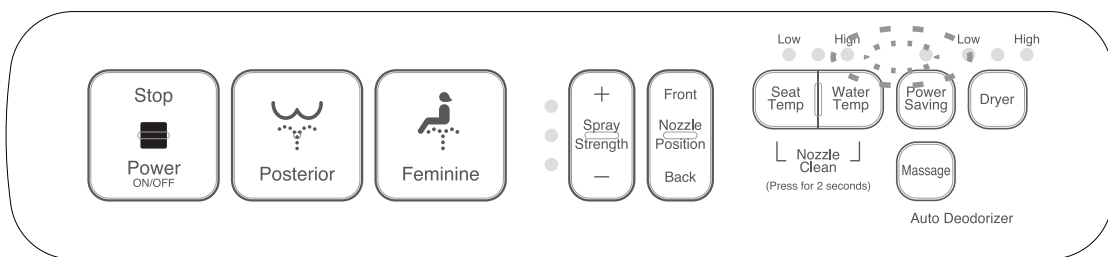 Stop
Power
ON/OFF
Posterior
Feminine
+
Spray
Strength
−
Front
Nozzle
Position
Back
Low
High
Low
High
Seat
Temp
Water
Temp
Power
Saving
Dryer
Nozzle
Clean
(Press for 2 seconds)
Massage
Auto Deodorizer